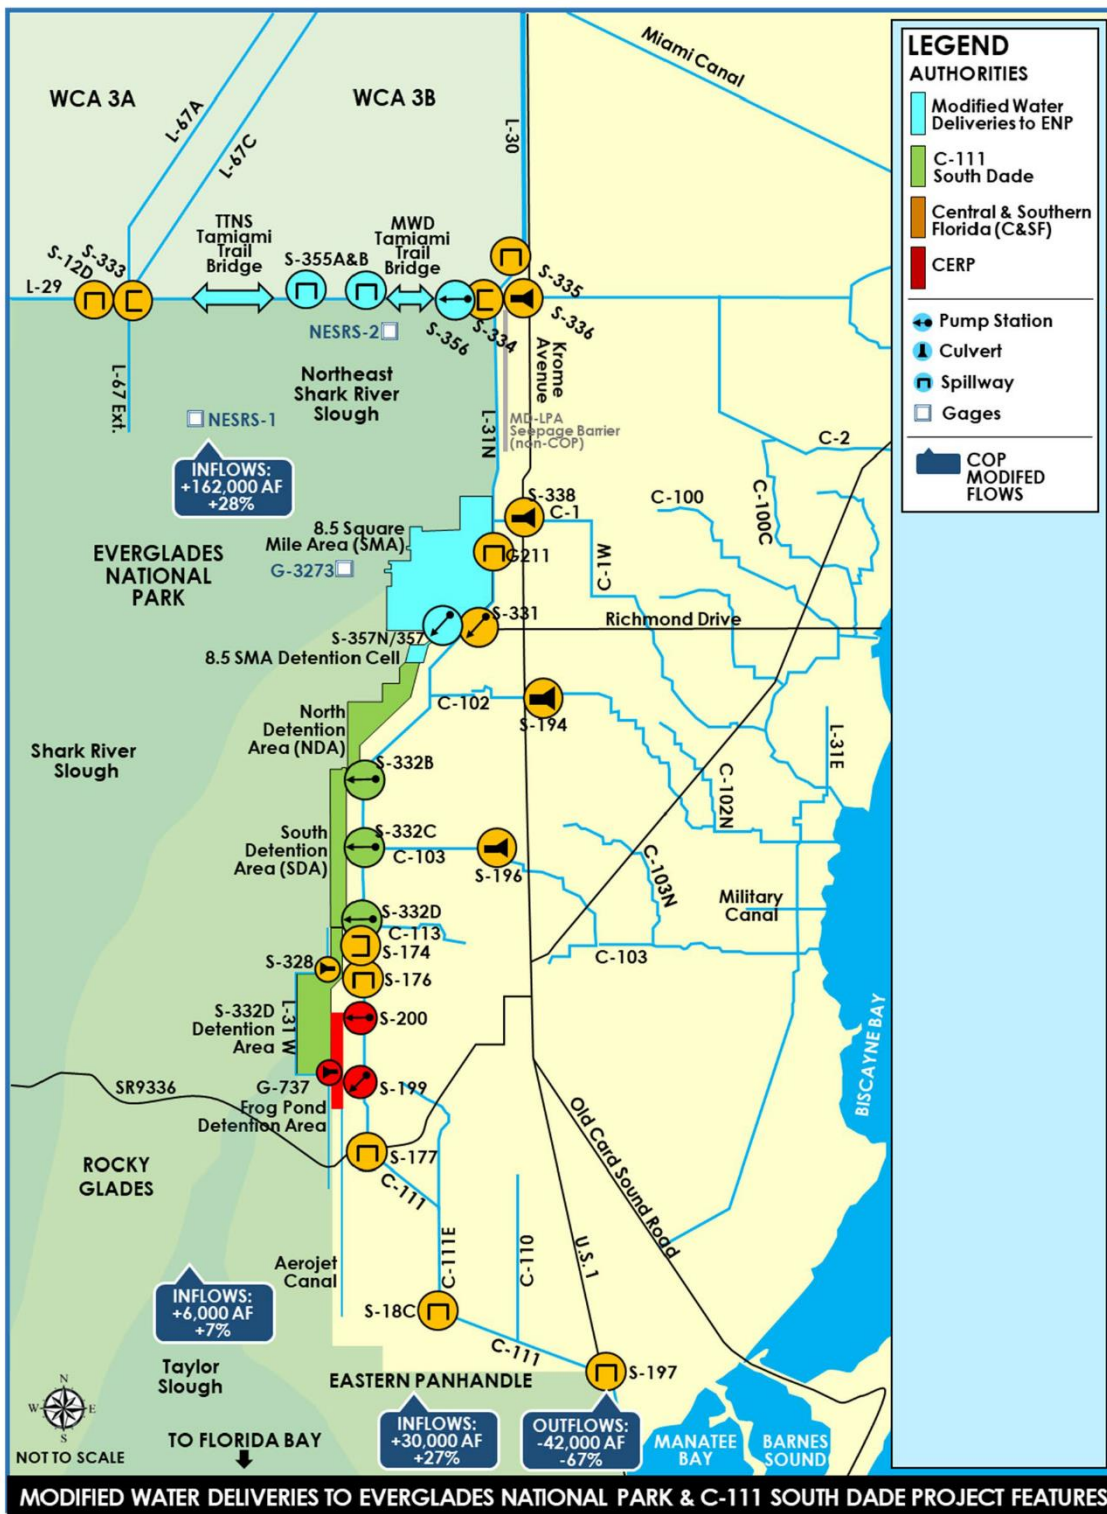 WCA 3A
WCA 3B
L-67A
L-67C
L-30
Miami Canal
TTNS
Tamiami
Trail
Bridge
S-355A&B
MWD
Tamiami
Trail
Bridge
L-29
S-12D
S-333
S-335
S-336
S-356
S-334
NESRS-2
L-67 Ext.
Northeast
Shark River
Slough
Krome
Avenue
L-31N
MD-LPA
Seepage Barrier
(non-COP)
NESRS-1
INFLOWS:
+162,000 AF
+28%
C-2
C-100
C-100C
S-338
C-1
C-1W
8.5 Square
Mile Area (SMA)
G211
G-3273
EVERGLADES
NATIONAL
PARK
S-331
Richmond Drive
S-357N/357
8.5 SMA Detention Cell
C-102
S-194
North
Detention
Area (NDA)
Shark River
Slough
S-332B
L-31E
C-102N
South
Detention
Area (SDA)
S-332C
C-103
S-196
C-103N
Military
Canal
S-332D
C-113
S-174
C-103
S-328
S-176
S-332D
Detention
Area
L-31 W
S-200
BISCAYNE BAY
SR9336
G-737
S-199
Frog Pond
Detention Area
Old Card Sound Road
ROCKY
GLADES
S-177
C-111
C-111E
C-110
U.S. 1
Aerojet
Canal
INFLOWS:
+6,000 AF
+7%
S-18C
C-111
S-197
Taylor
Slough
EASTERN PANHANDLE
INFLOWS:
+30,000 AF
+27%
OUTFLOWS:
-42,000 AF
-67%
MANATEE
BAY
BARNES
SOUND
N
W
E
S
NOT TO SCALE
TO FLORIDA BAY
LEGEND
AUTHORITIES
Modified Water
Deliveries to ENP
C-111
South Dade
Central & Southern
Florida (C&SF)
CERP
Pump Station
Culvert
Spillway
Gages
COP
MODIFED
FLOWS
MODIFIED WATER DELIVERIES TO EVERGLADES NATIONAL PARK & C-111 SOUTH DADE PROJECT FEATURES